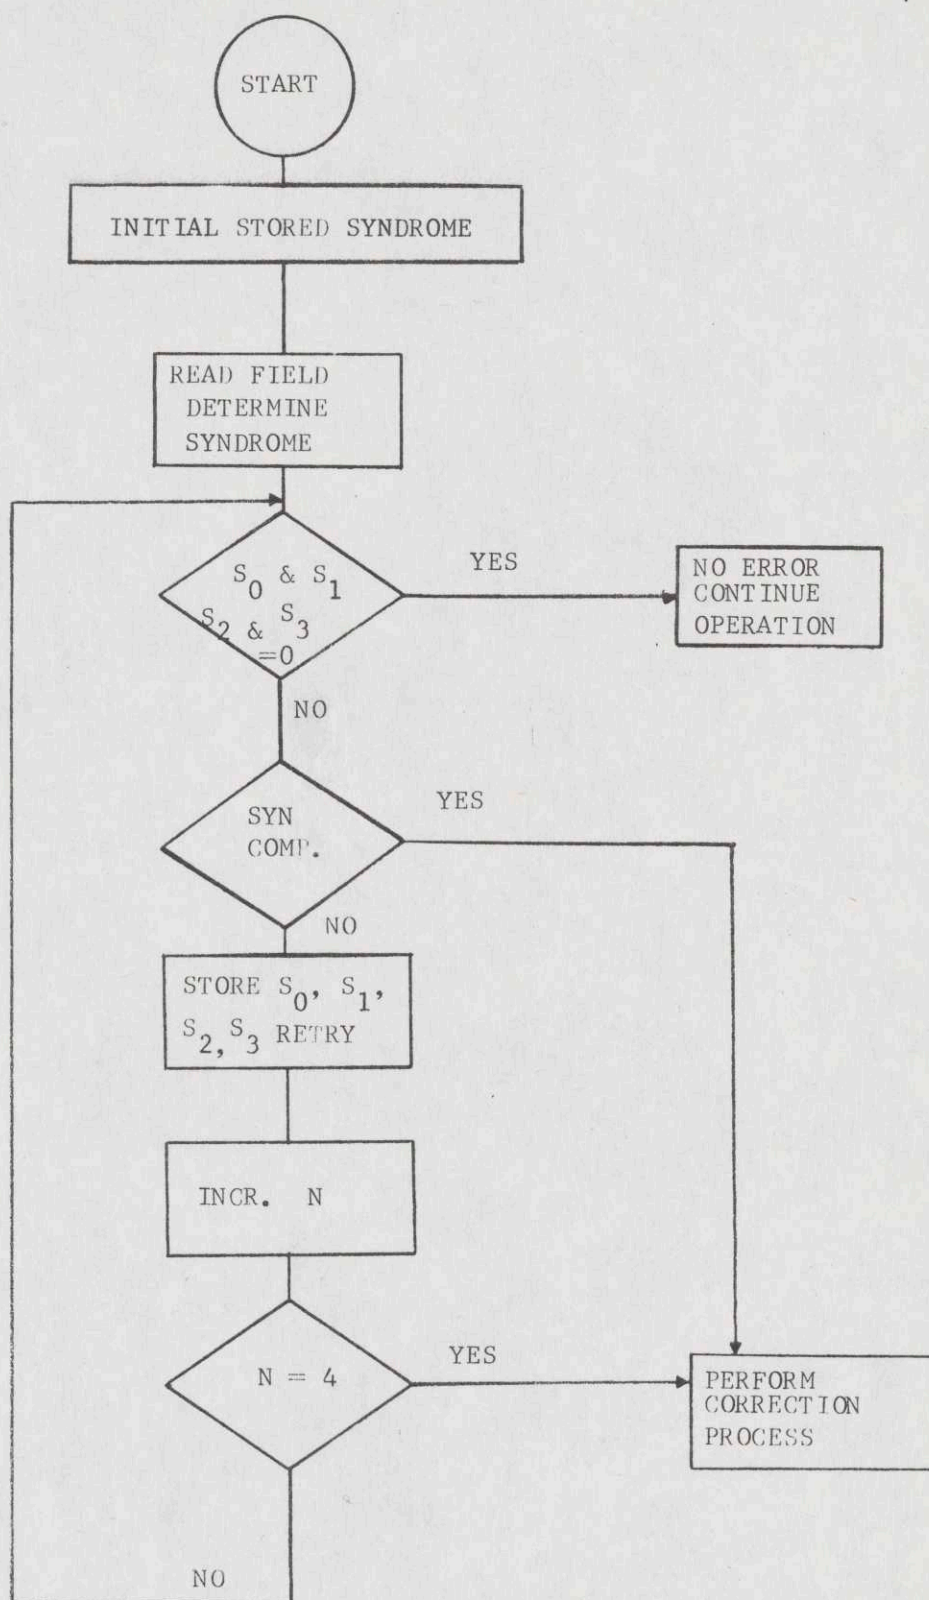 START
INITIAL STORED SYNDROME
READ FIELD
DETERMINE
SYNDROME
S0 & S1
S2 & S3
=0
YES
NO ERROR
CONTINUE
OPERATION
NO
SYN
COMP.
YES
NO
STORE S0, S1,
S2, S3 RETRY
INCR. N
N = 4
YES
PERFORM
CORRECTION
PROCESS
NO